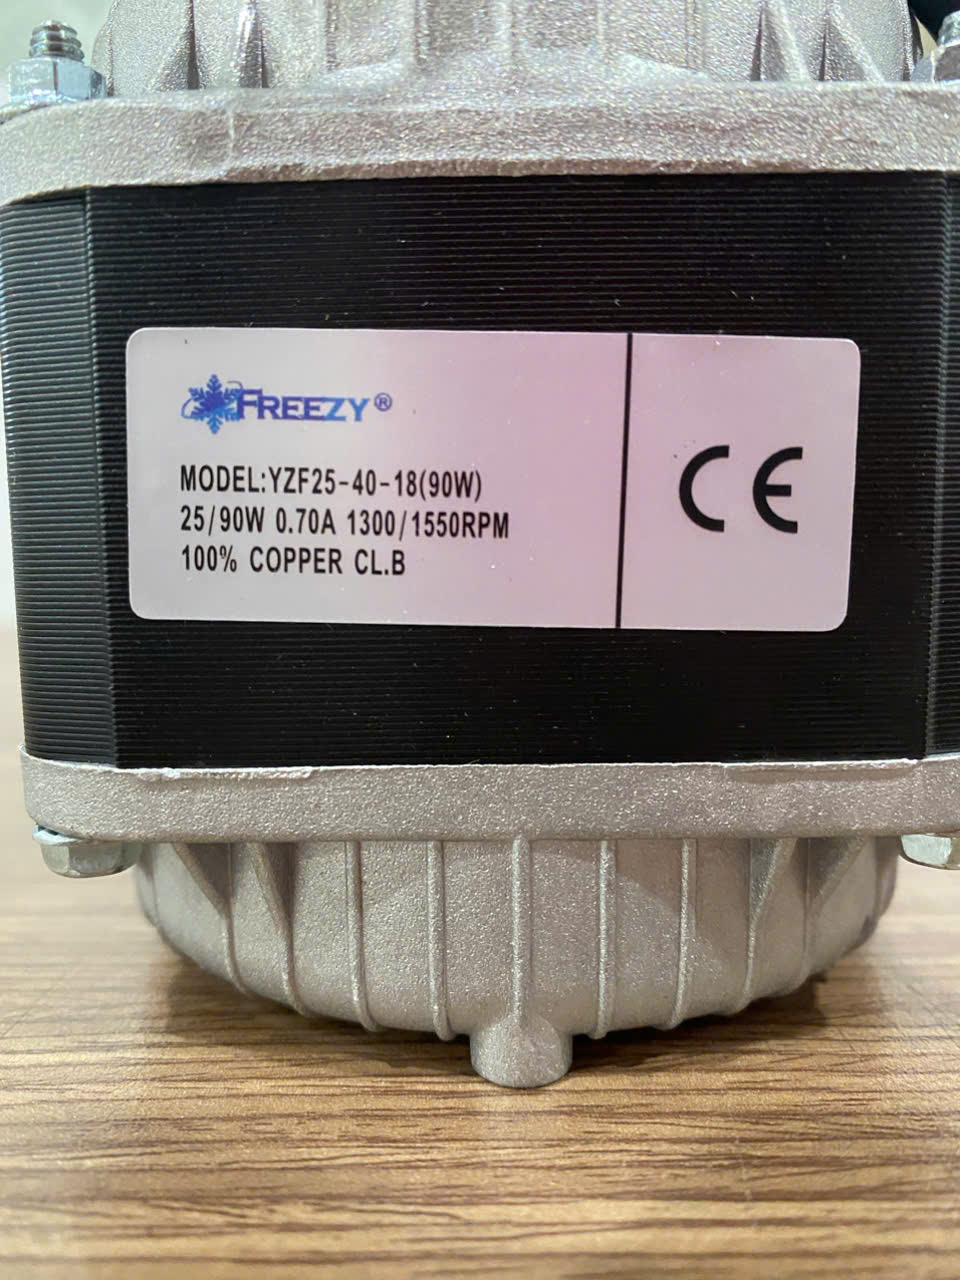 FREEZY®
MODEL:YZF25-40-18(90W)
25/90W 0.70A 1300/1550RPM
100% COPPER CL.B
CE